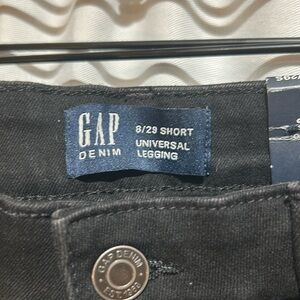 GAP
DENIM
8/29 SHORT
UNIVERSAL
LEGGING
GAP DENIM
EST 1969